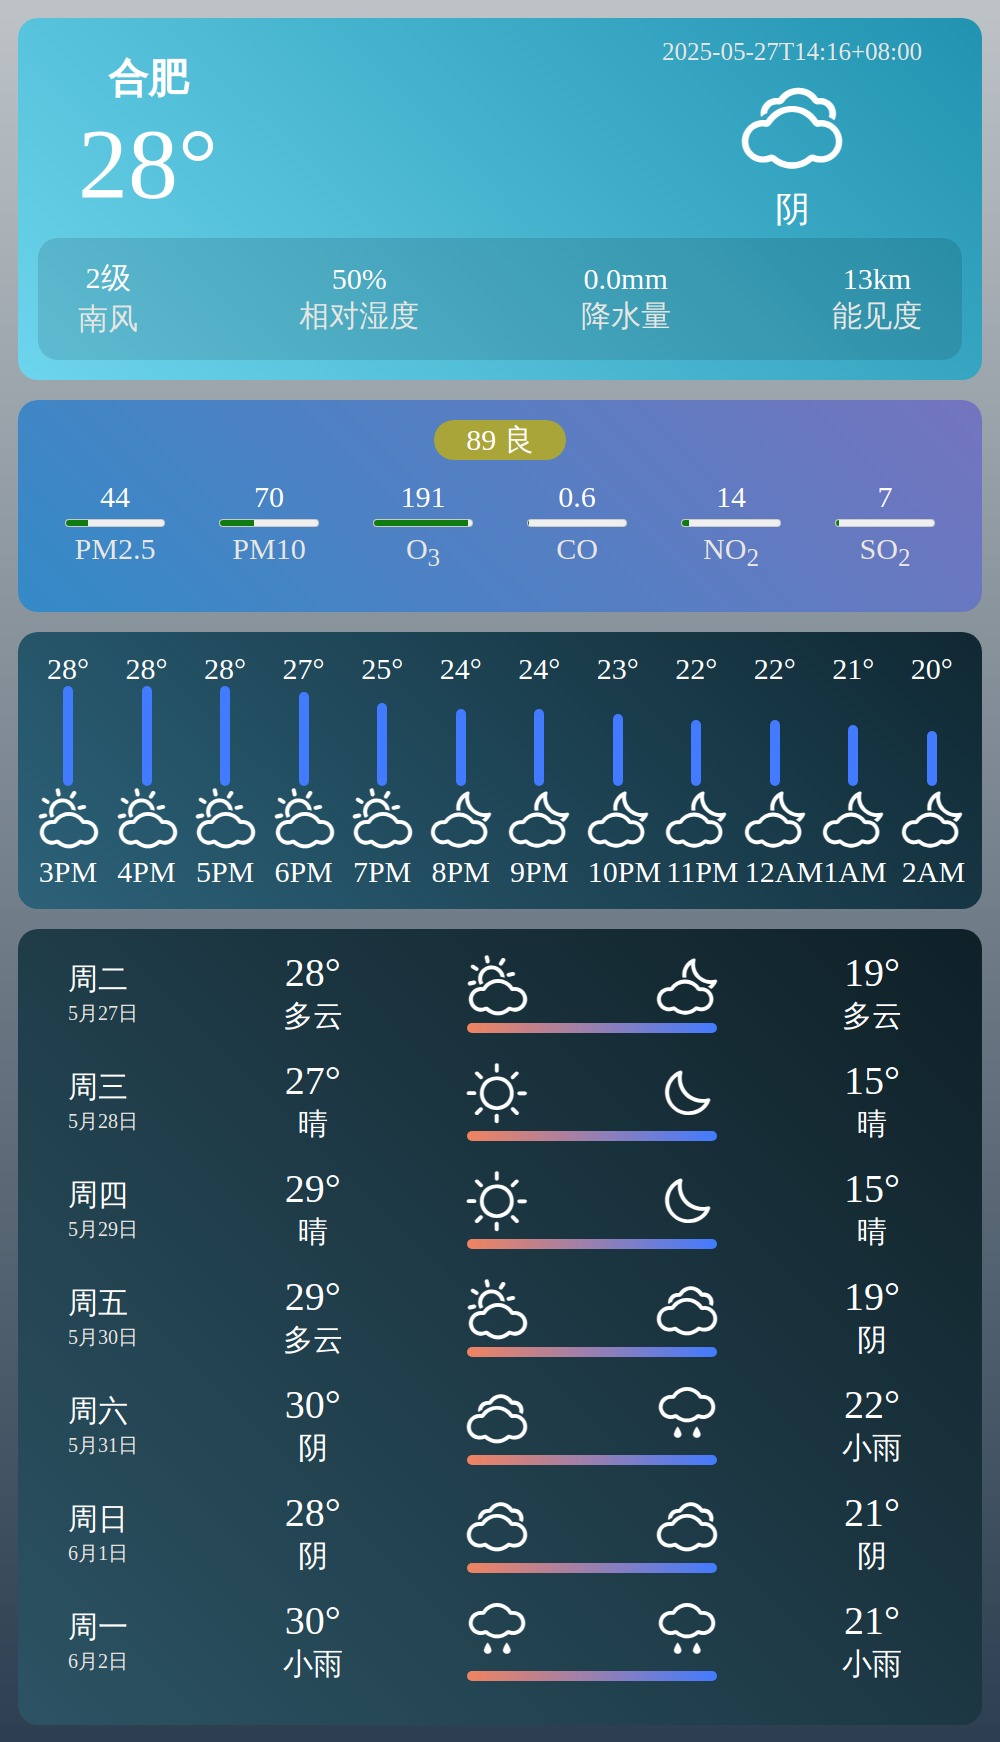 合肥
2025-05-27T14:16+08:00
28°
阴
2级 50% 0.0mm 13km
南风 相对湿度 降水量 能见度
89 良
44 70 191 0.6 14 7
PM2.5 PM10 O3 CO NO2 SO2
28° 28° 28° 27° 25° 24° 24° 23° 22° 22° 21° 20°
3PM 4PM 5PM 6PM 7PM 8PM 9PM 10PM 11PM 12AM 1AM 2AM
周二 28° 19°
5月27日 多云 多云
周三 27° 15°
5月28日 晴 晴
周四 29° 15°
5月29日 晴 晴
周五 29° 19°
5月30日 多云 阴
周六 30° 22°
5月31日 阴 小雨
周日 28° 21°
6月1日 阴 阴
周一 30° 21°
6月2日 小雨 小雨